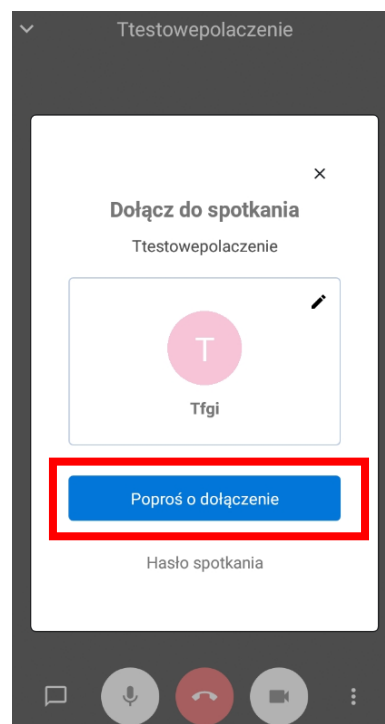 Ttestowepolaczenie
Dołącz do spotkania
Ttestowepolaczenie
T
Tfgi
Poproś o dołączenie
Hasło spotkania